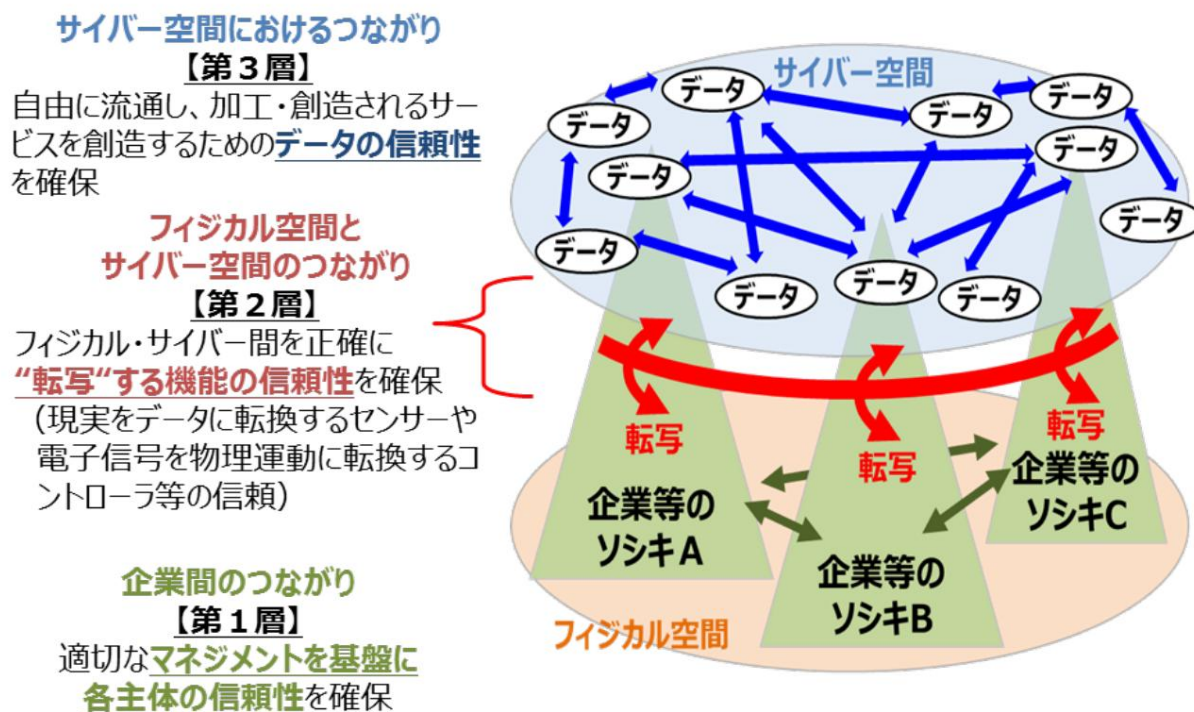 サイバー空間におけるつながり
【第３層】
自由に流通し、加工・創造されるサー
ビスを創造するためのデータの信頼性
を確保
フィジカル空間と
サイバー空間のつながり
【第２層】
フィジカル・サイバー間を正確に
“転写“する機能の信頼性を確保
（現実をデータに転換するセンサーや
電子信号を物理運動に転換するコ
ントローラ等の信頼）
企業間のつながり
【第１層】
適切なマネジメントを基盤に
各主体の信頼性を確保
サイバー空間
データ
データ
データ
データ
データ
データ
データ
データ
データ
データ
データ
転写
転写
転写
企業等の
ソシキA
企業等の
ソシキB
企業等の
ソシキC
フィジカル空間